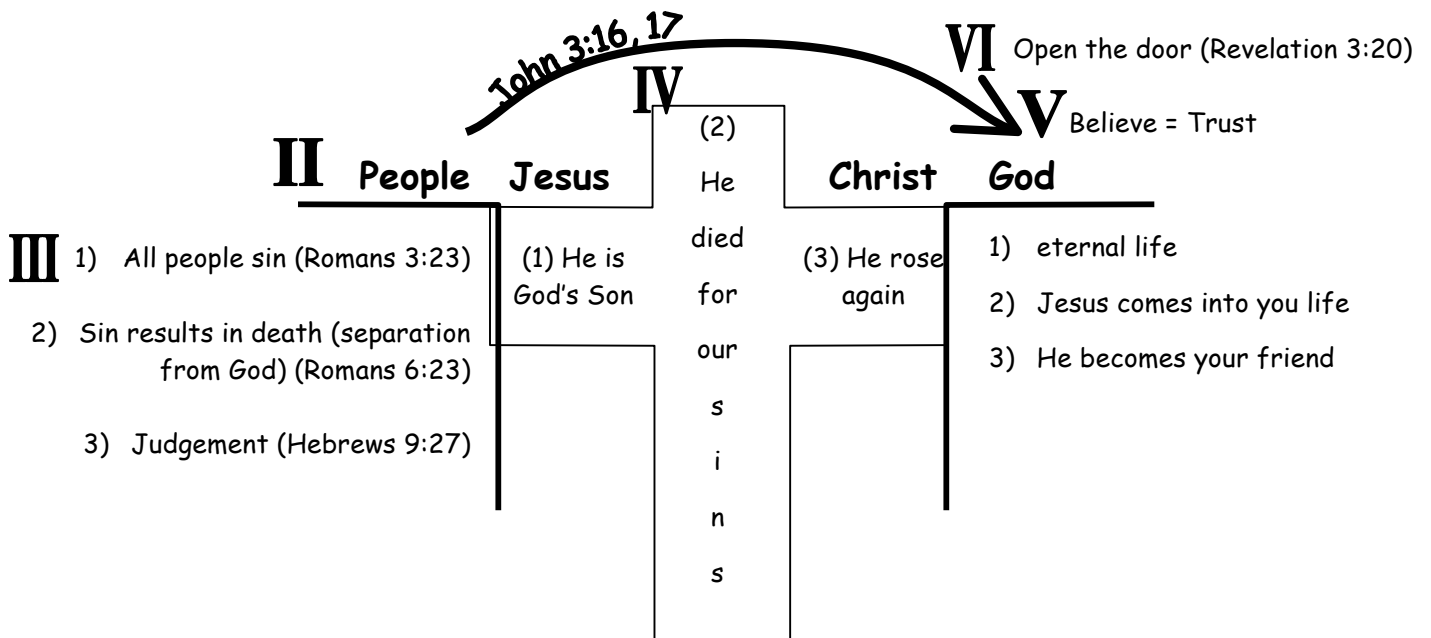 John 3:16, 17
VI Open the door (Revelation 3:20)
IV
V Believe = Trust
II People Jesus Christ God
III
1) All people sin (Romans 3:23)
2) Sin results in death (separation
from God) (Romans 6:23)
3) Judgement (Hebrews 9:27)
(1) He is
God's Son
(2)
He
died
for
our
s
i
n
s
(3) He rose
again
1) eternal life
2) Jesus comes into you life
3) He becomes your friend